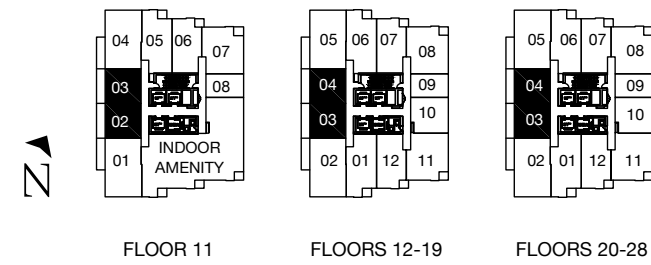 04 05 06 07
03 08
02
01 INDOOR
AMENITY
FLOOR 11
05 06 07 08
04 09
03 10
02 01 12 11
FLOORS 12-19
05 06 07 08
04 09
03 10
02 01 12 11
FLOORS 20-28
N